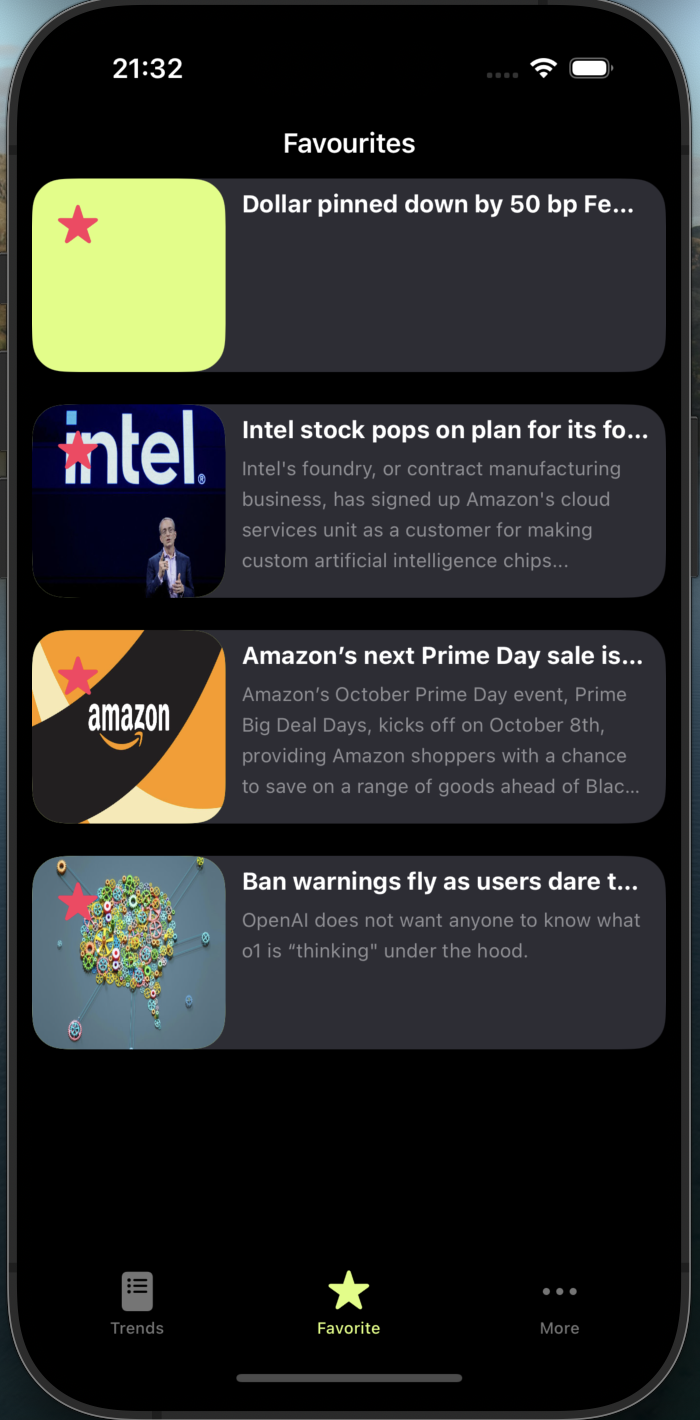 21:32
Favourites
Dollar pinned down by 50 bp Fe...
intel®
Intel stock pops on plan for its fo...
Intel's foundry, or contract manufacturing
business, has signed up Amazon's cloud
services unit as a customer for making
custom artificial intelligence chips...
amazon
Amazon’s next Prime Day sale is...
Amazon’s October Prime Day event, Prime
Big Deal Days, kicks off on October 8th,
providing Amazon shoppers with a chance
to save on a range of goods ahead of Blac...
Ban warnings fly as users dare t...
OpenAI does not want anyone to know what
o1 is “thinking" under the hood.
Trends
Favorite
More